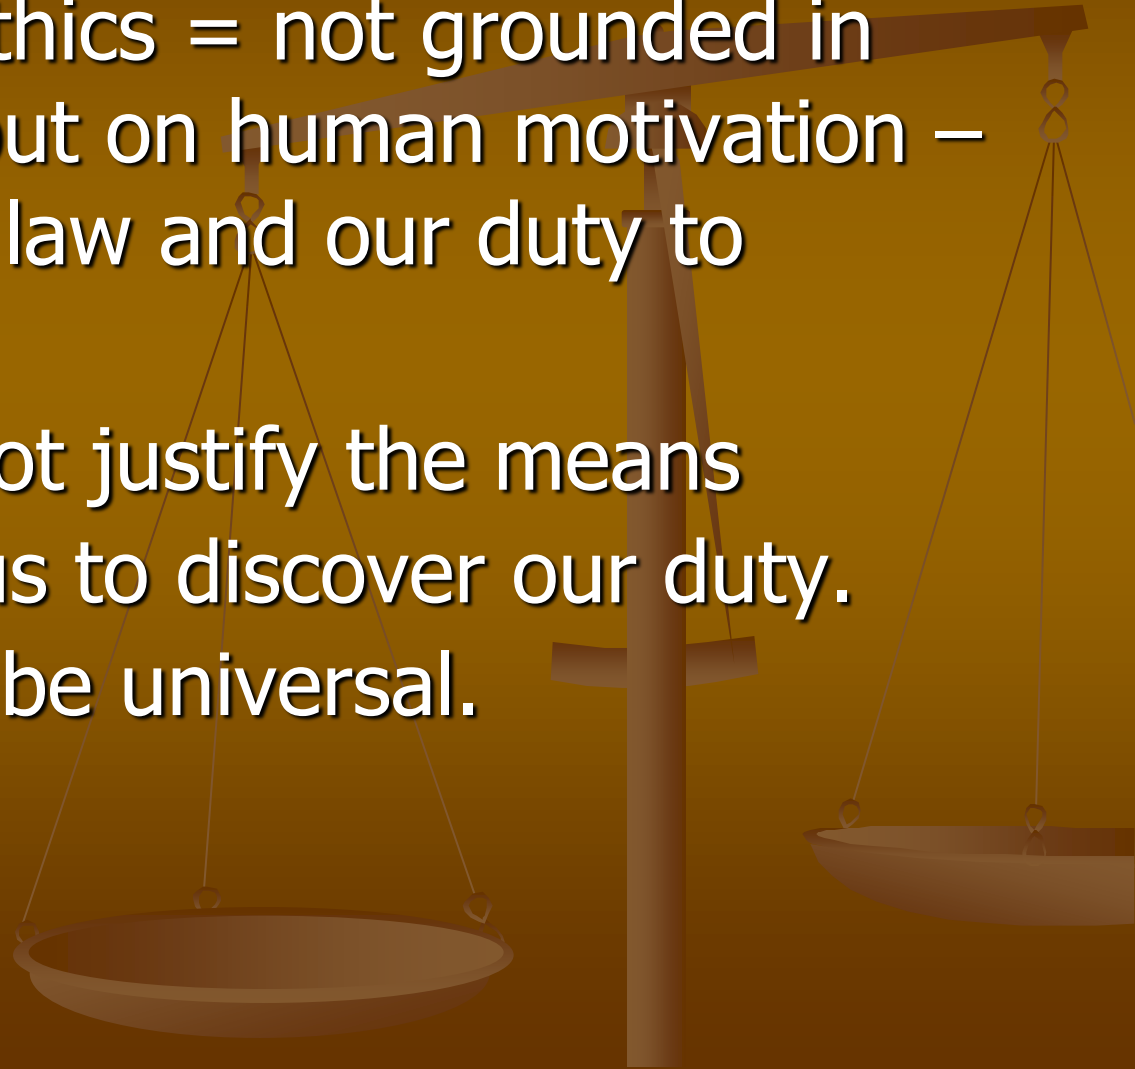 thics = not grounded in
out on human motivation –
law and our duty to
ot justify the means
us to discover our duty.
be universal.